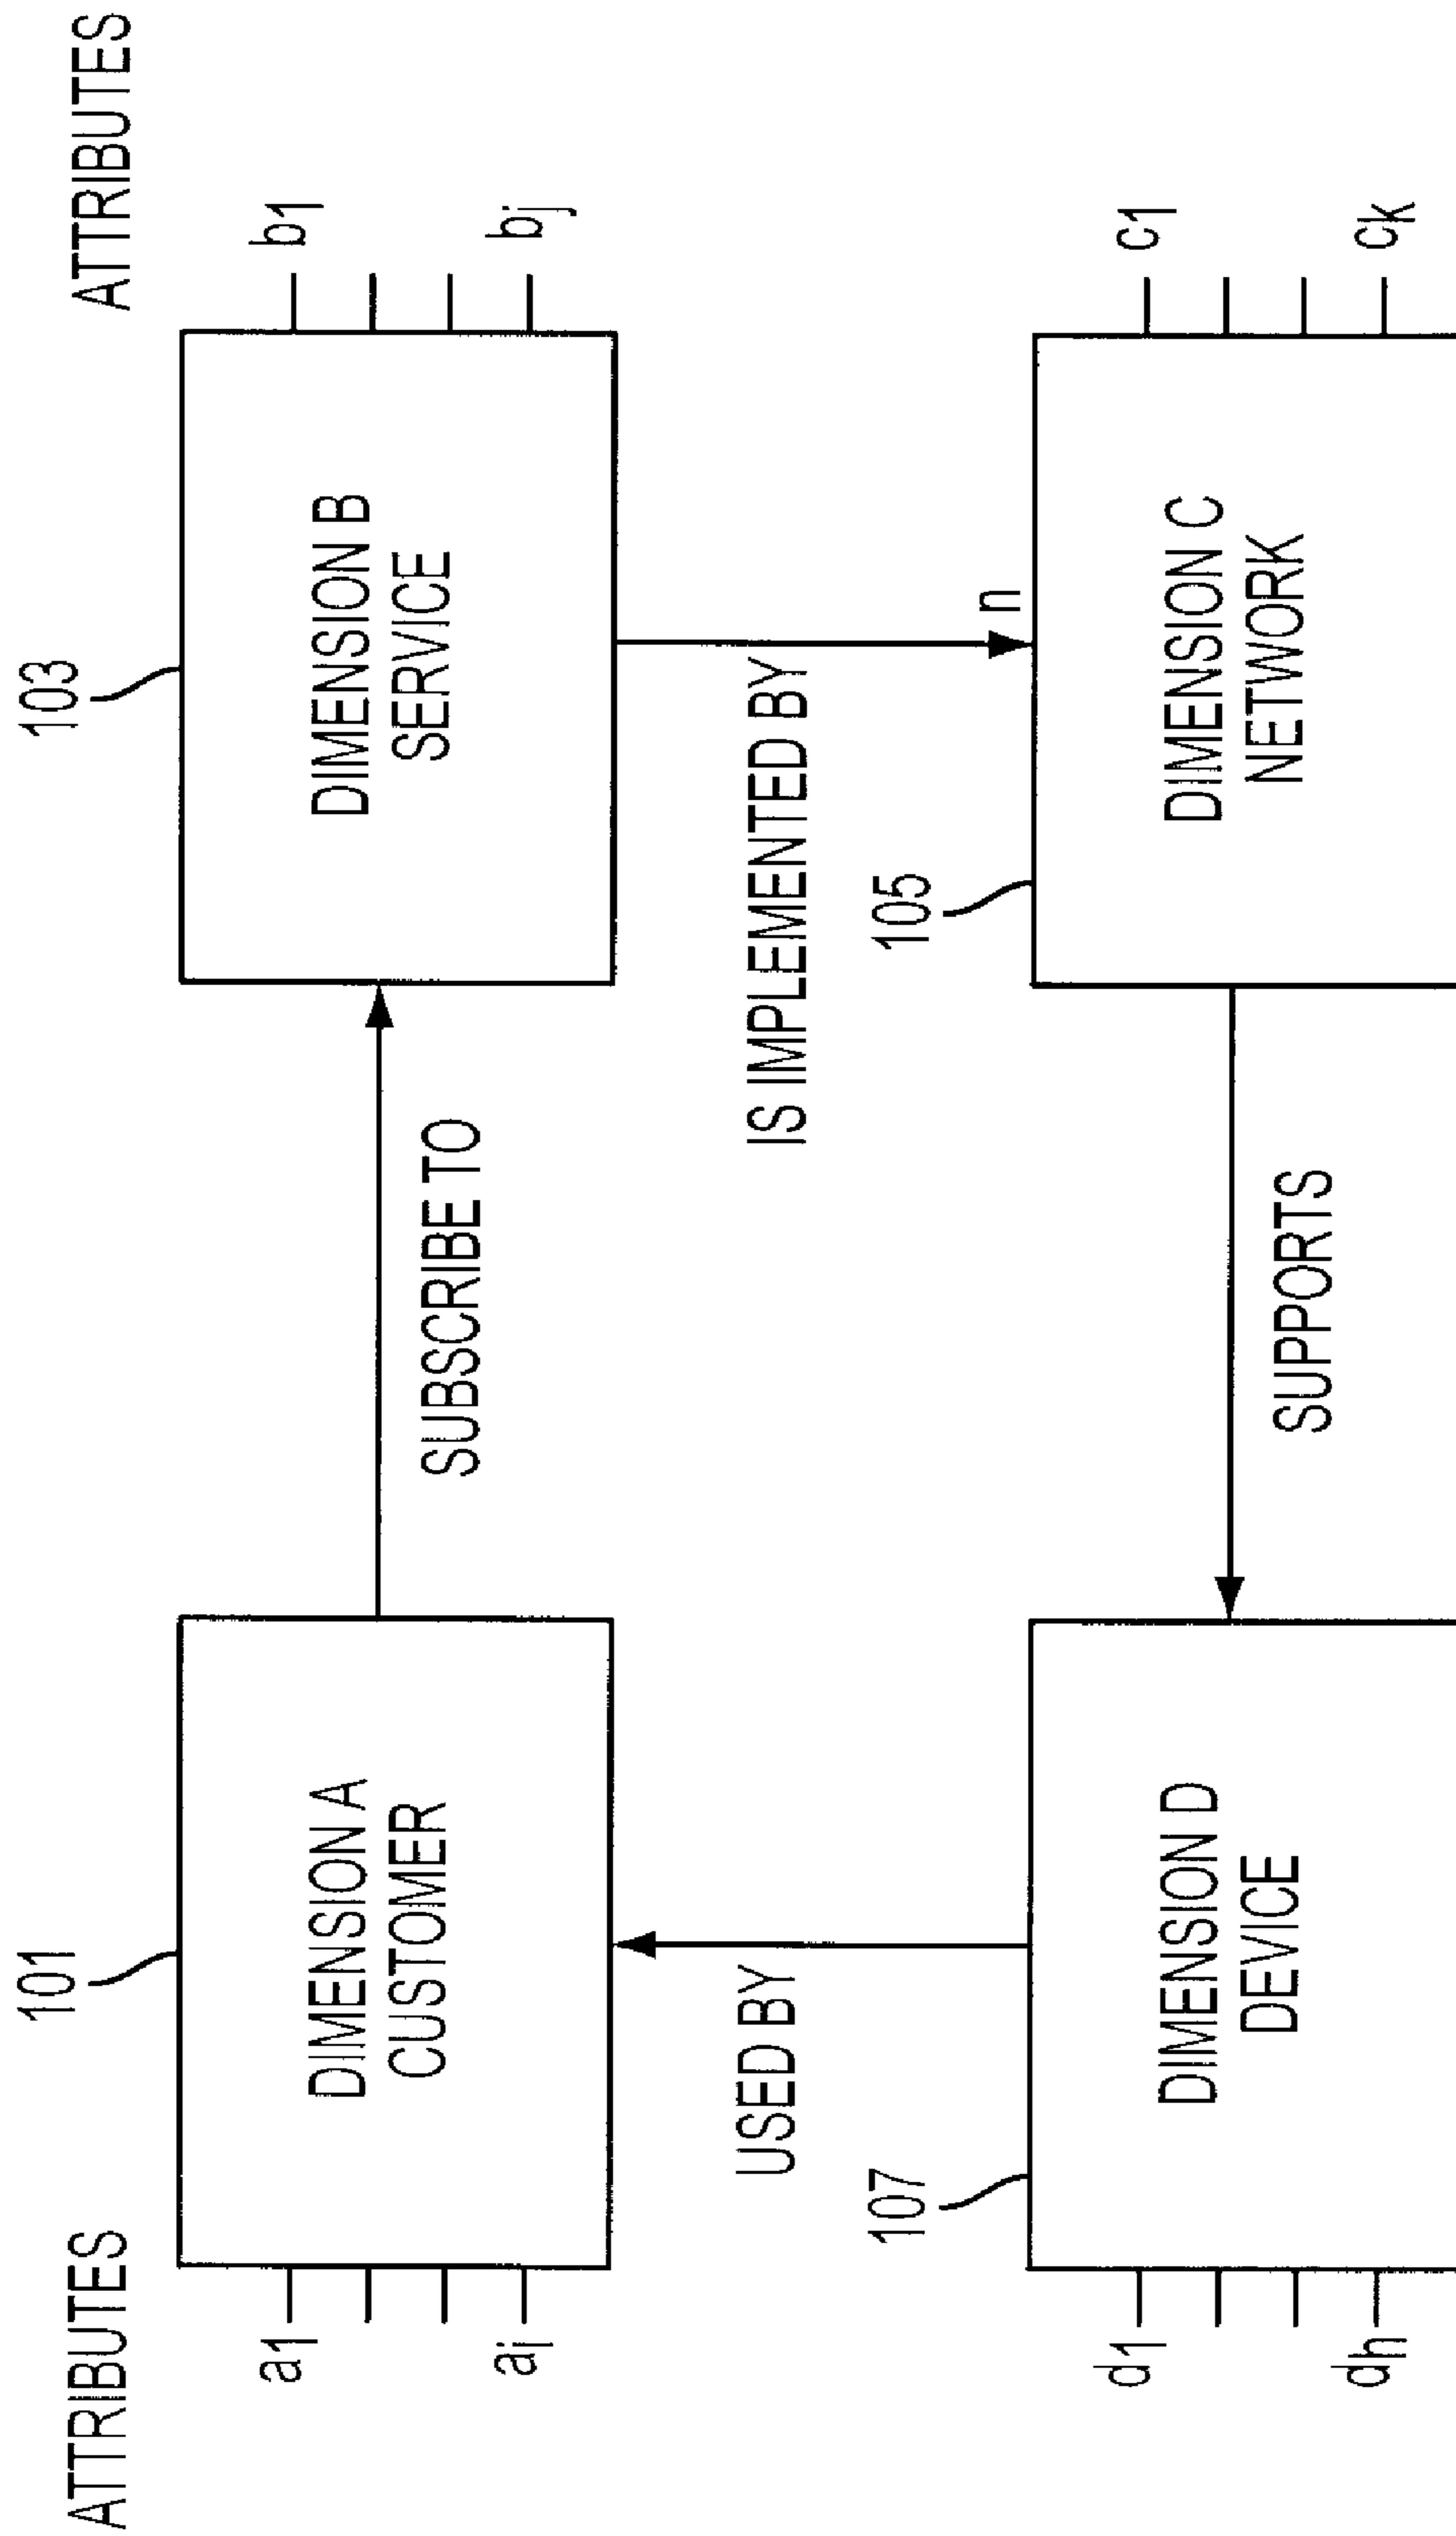 ATTRIBUTES
ATTRIBUTES
101
103
a1
ai
DIMENSION A
CUSTOMER
SUBSCRIBE TO
DIMENSION B
SERVICE
b1
bj
USED BY
IS IMPLEMENTED BY
n
107
105
d1
dh
DIMENSION D
DEVICE
SUPPORTS
DIMENSION C
NETWORK
c1
ck